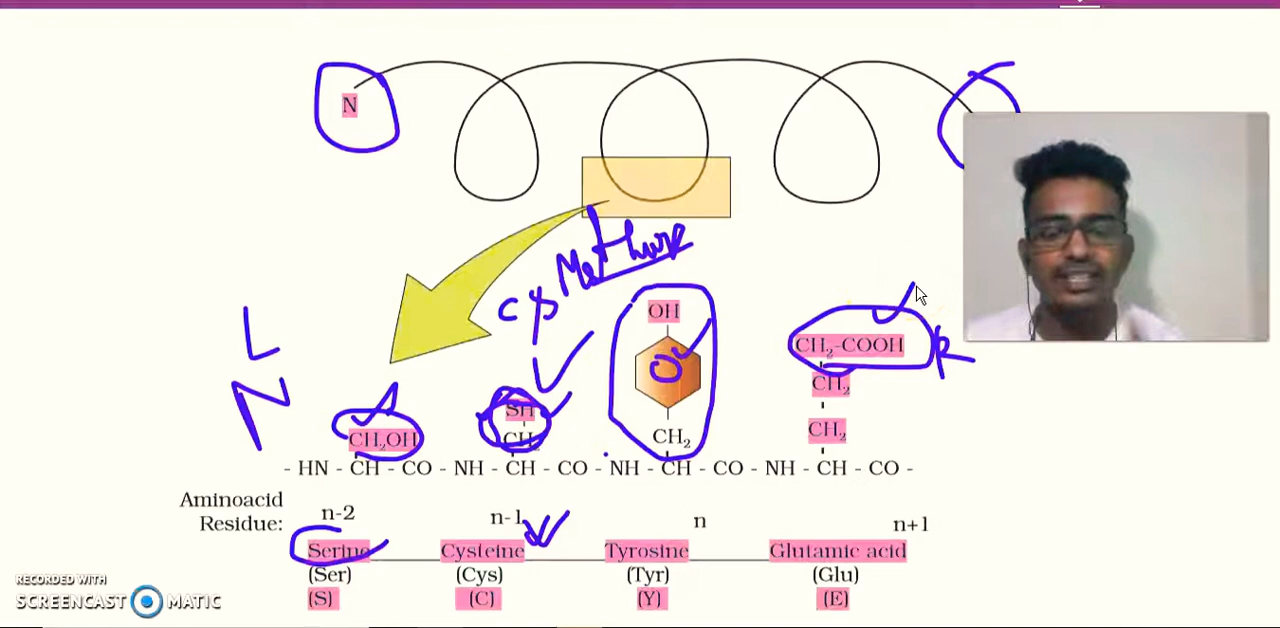 N
Cys Methione
OH
SH
CH₂-COOH
R
CH₂
CH₂OH
CH₂
CH₂
CH₂
- HN - CH - CO - NH - CH - CO - NH - CH - CO - NH - CH - CO -
Aminoacid
Residue:
n-2
n-1
n
n+1
Serine
Cysteine
Tyrosine
Glutamic acid
(Ser)
(Cys)
(Tyr)
(Glu)
(S)
(C)
(Y)
(E)
RECORDED WITH
SCREENCAST MATIC